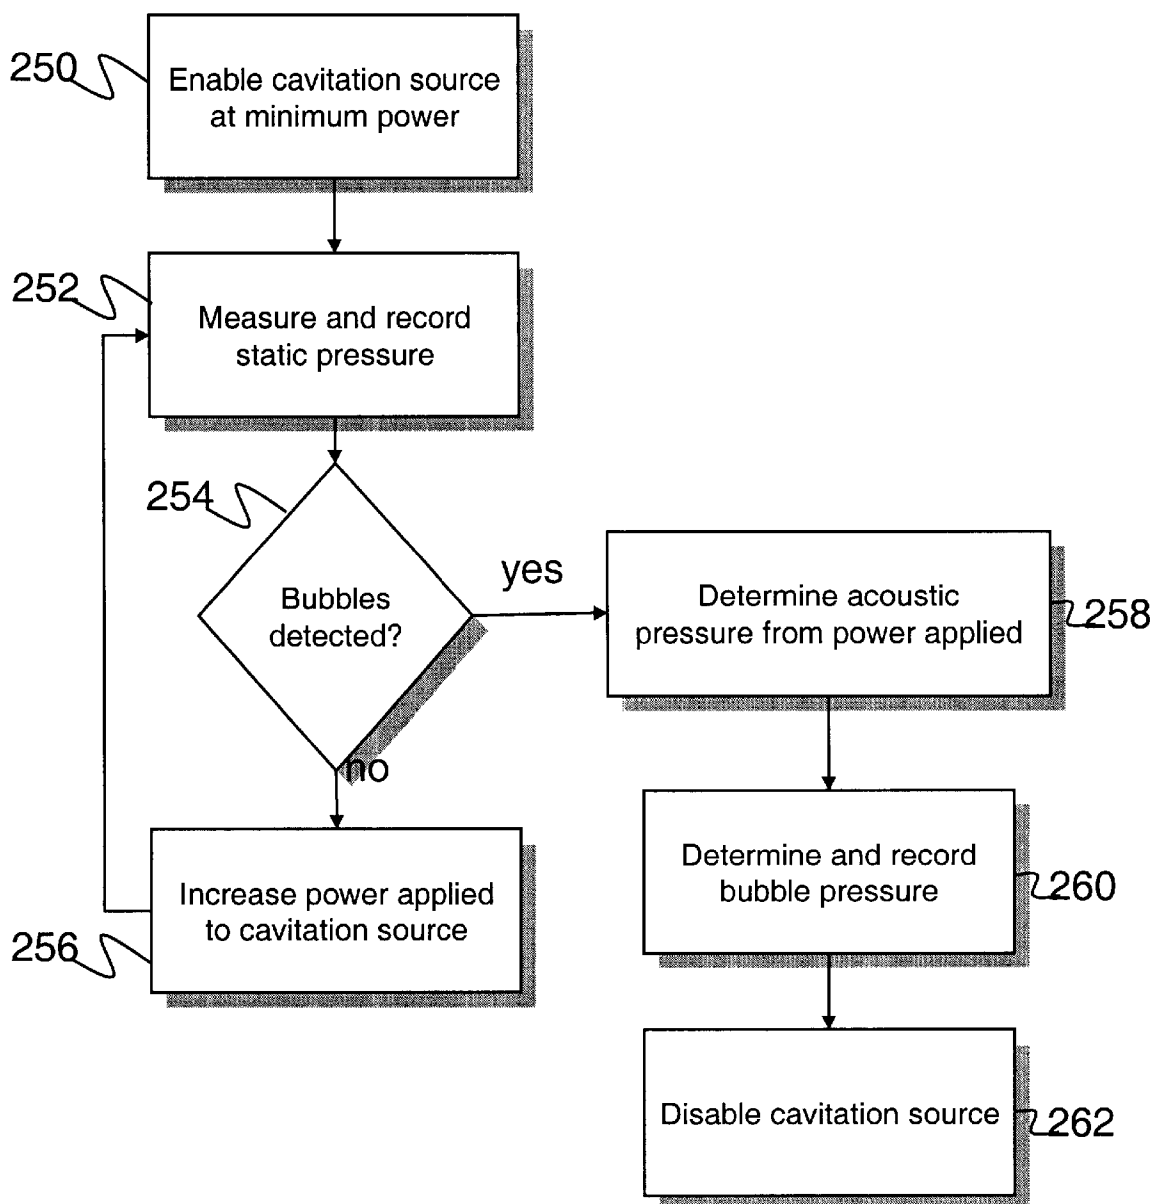 250
Enable cavitation source
at minimum power
252
Measure and record
static pressure
254
Bubbles
detected?
yes
no
Determine acoustic
pressure from power applied
258
Increase power applied
to cavitation source
256
Determine and record
bubble pressure
260
Disable cavitation source
262